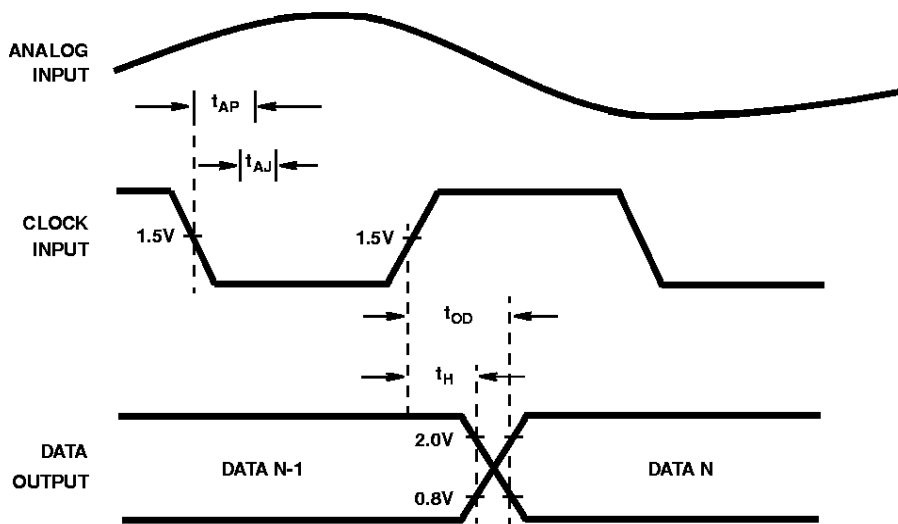 ANALOG
INPUT
tAP
tAJ
CLOCK
INPUT
1.5V
1.5V
tOD
tH
DATA
OUTPUT
DATA N-1
2.0V
0.8V
DATA N